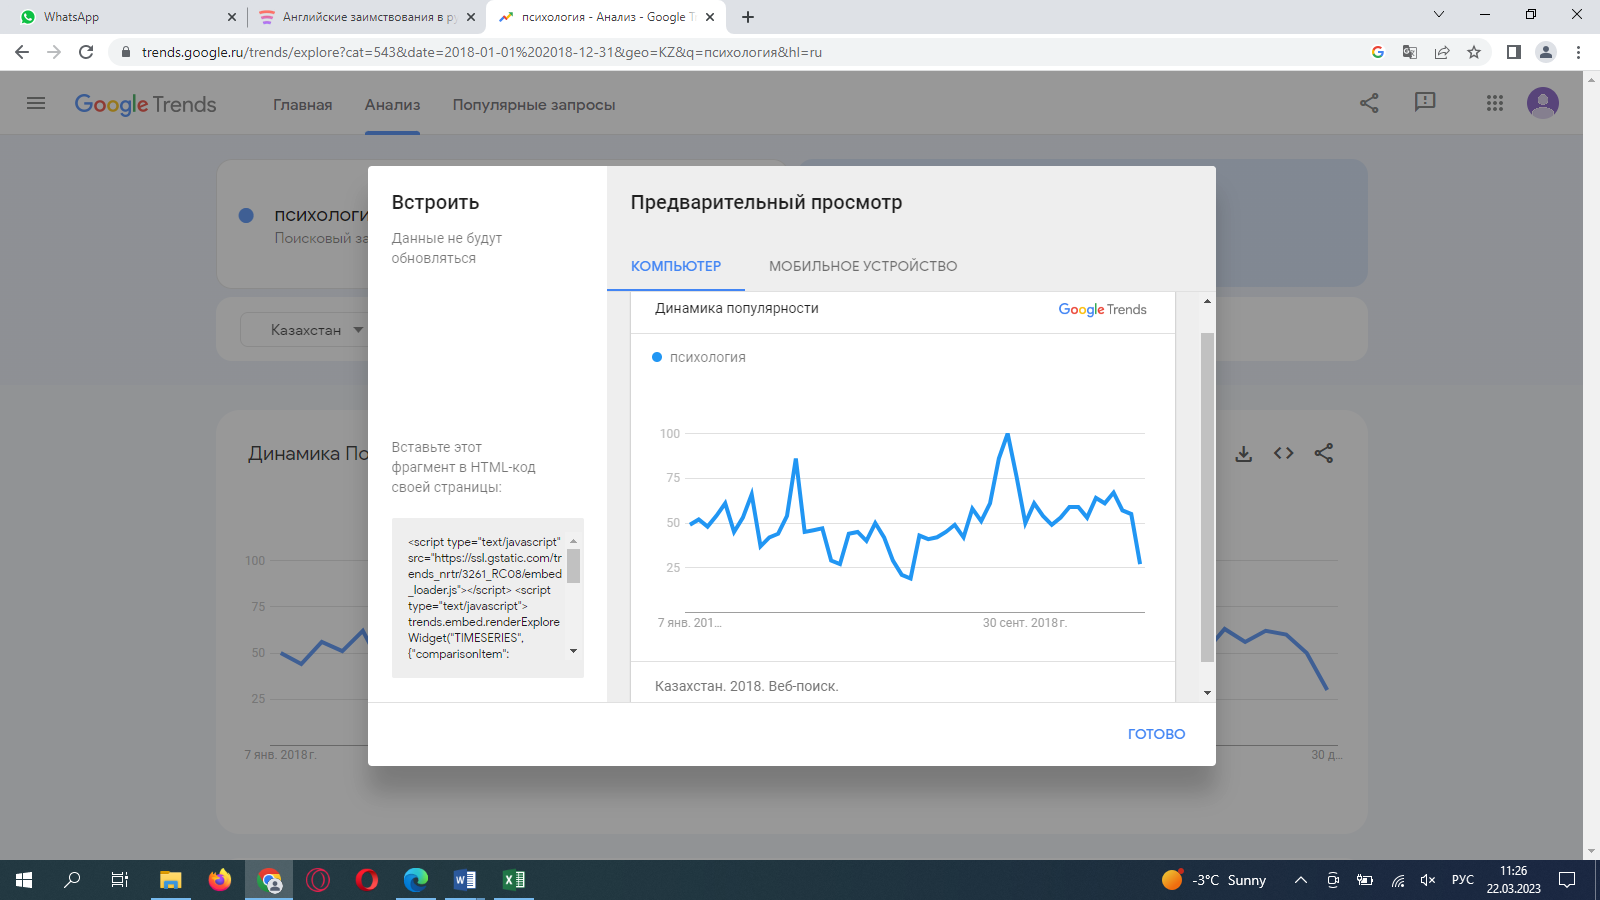 WhatsApp
Английские заимствования в ру
психология - Анализ - Google T
trends.google.ru/trends/explore?cat=543&date=2018-01-01%202018-12-31&geo=KZ&q=психология&hl=ru
Google Trends
Главная
Анализ
Популярные запросы
психологи
Поисковый за
Казахстан
Динамика По
100
75
50
25
7 янв. 2018 г.
30 д...
Встроить
Данные не будут
обновляться
Вставьте этот
фрагмент в HTML-код
своей страницы:
<script type="text/javascript"
src="https://ssl.gstatic.com/tr
ends_nrtr/3261_RC08/embed
_loader.js"></script> <script
type="text/javascript">
trends.embed.renderExplore
Widget("TIMESERIES",
{"comparisonItem":
Предварительный просмотр
КОМПЬЮТЕР
МОБИЛЬНОЕ УСТРОЙСТВО
Динамика популярности
Google Trends
психология
100
75
50
25
7 янв. 201...
30 сент. 2018 г.
Казахстан. 2018. Веб-поиск.
ГОТОВО
-3°C Sunny
РУС
11:26
22.03.2023